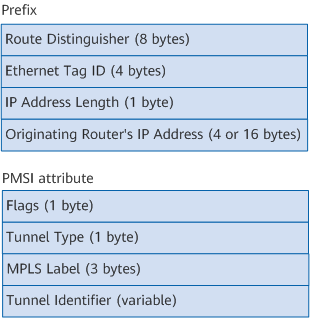 Prefix
Route Distinguisher (8 bytes)
Ethernet Tag ID (4 bytes)
IP Address Length (1 byte)
Originating Router's IP Address (4 or 16 bytes)
PMSI attribute
Flags (1 byte)
Tunnel Type (1 byte)
MPLS Label (3 bytes)
Tunnel Identifier (variable)